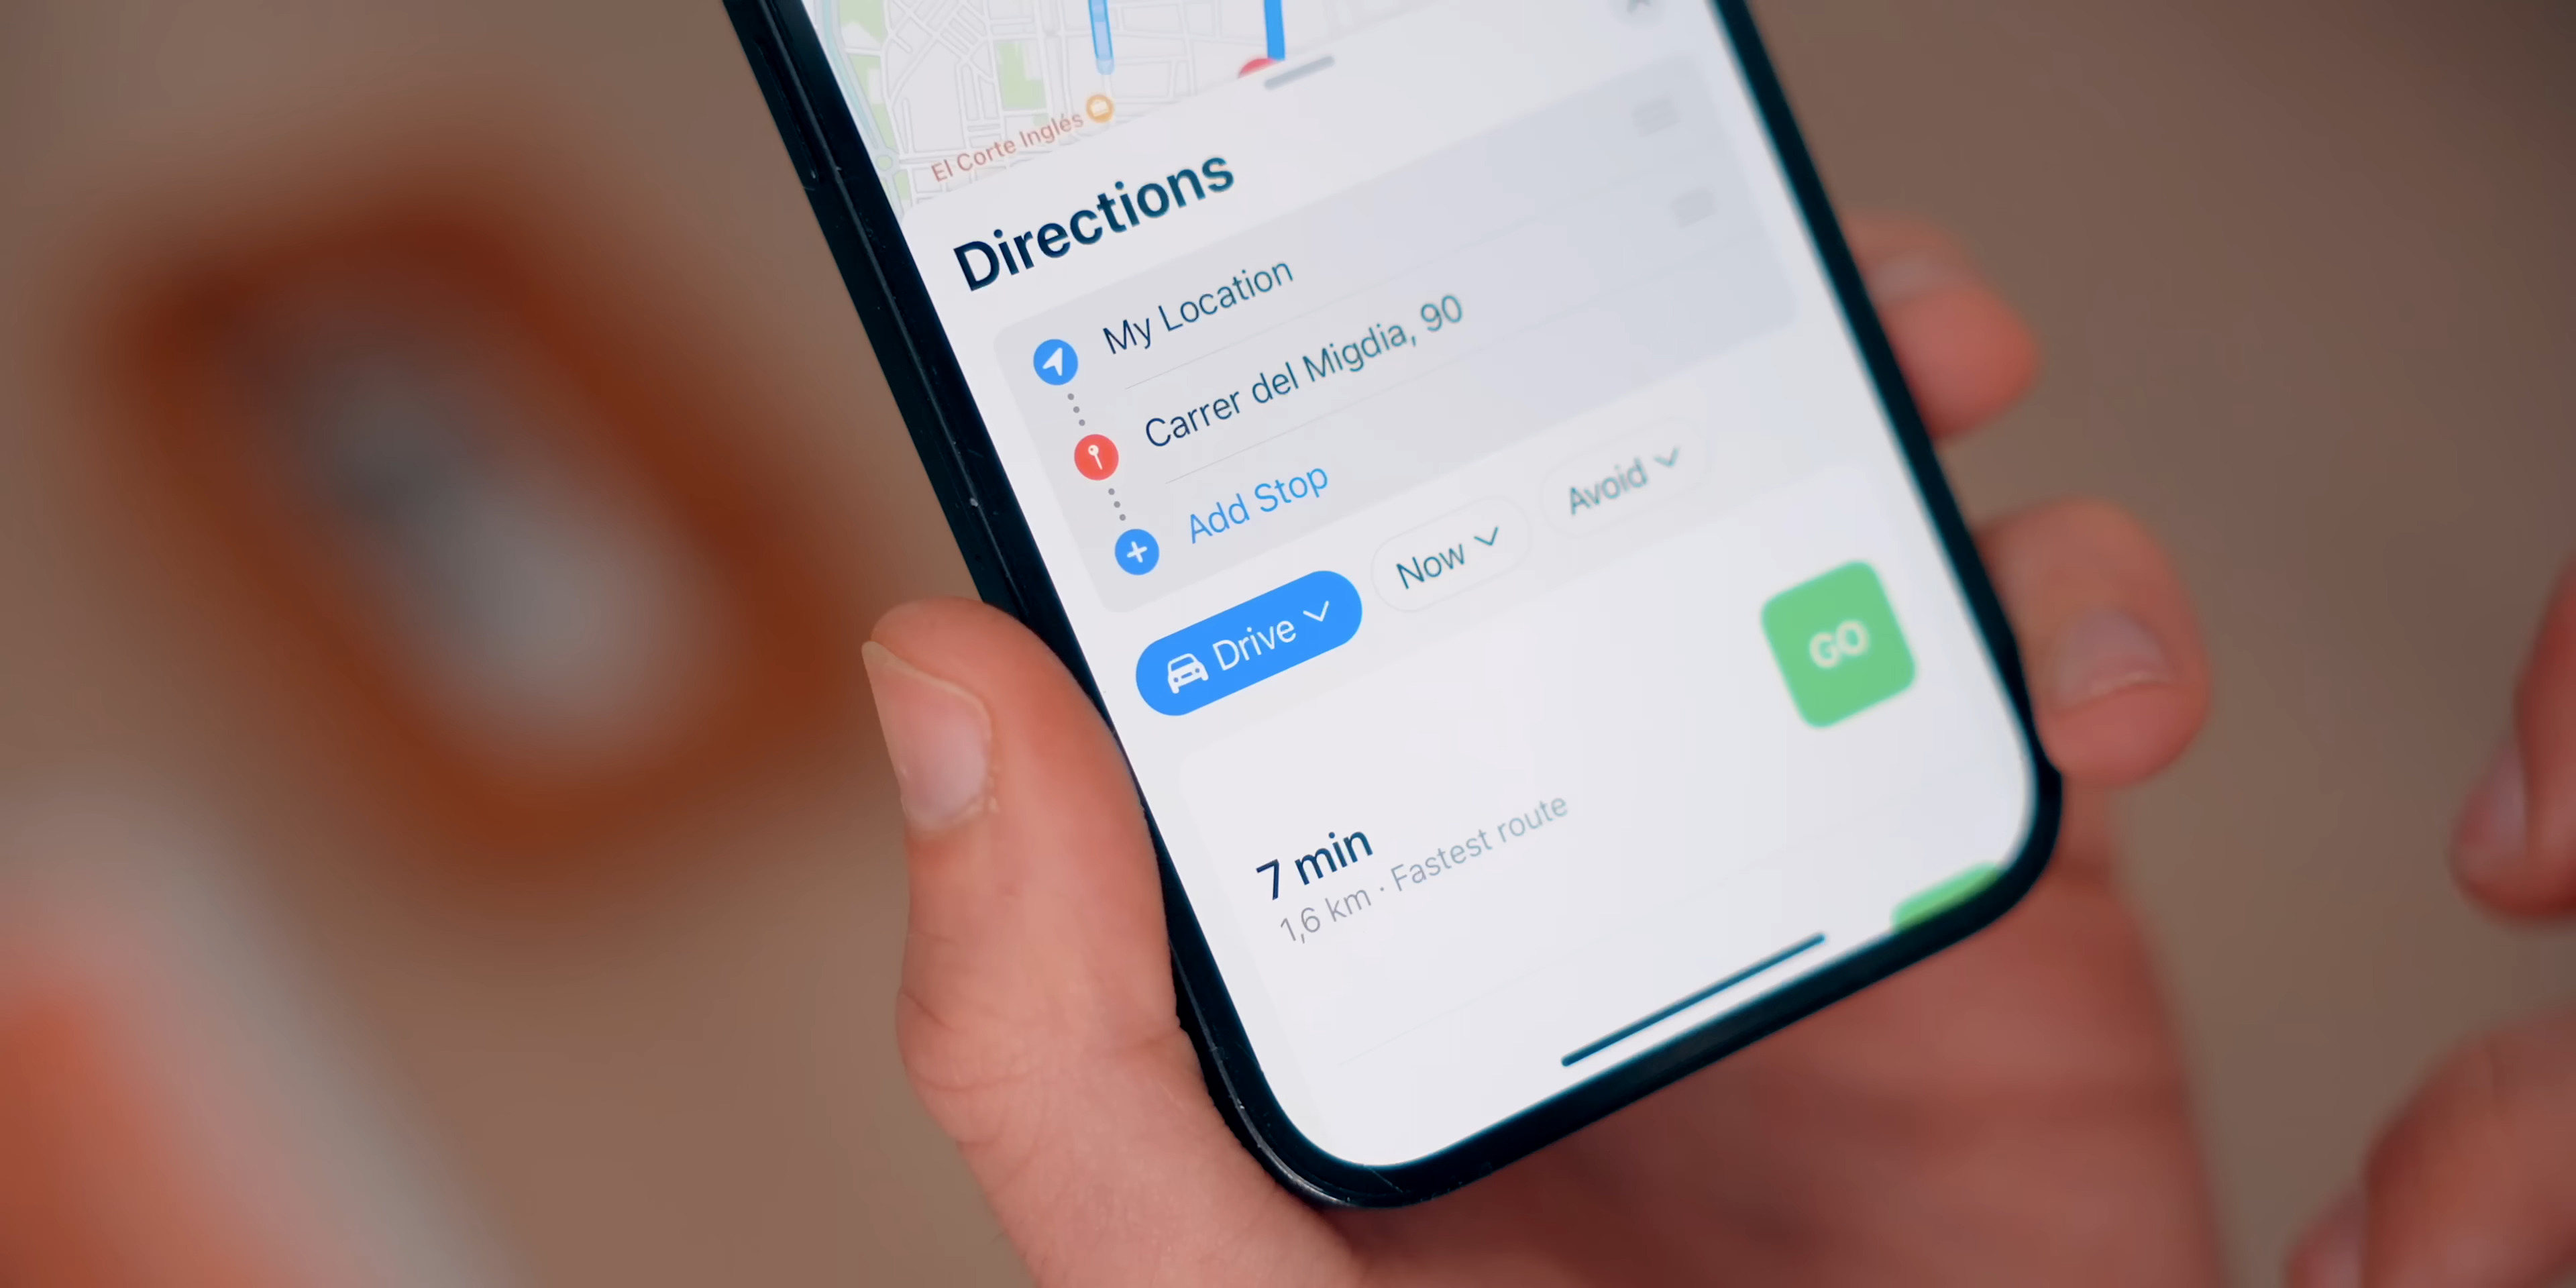 El Corte Inglés
Directions
My Location
Carrer del Migdia, 90
Add Stop
Drive
Now
Avoid
GO
7 min
1,6 km · Fastest route